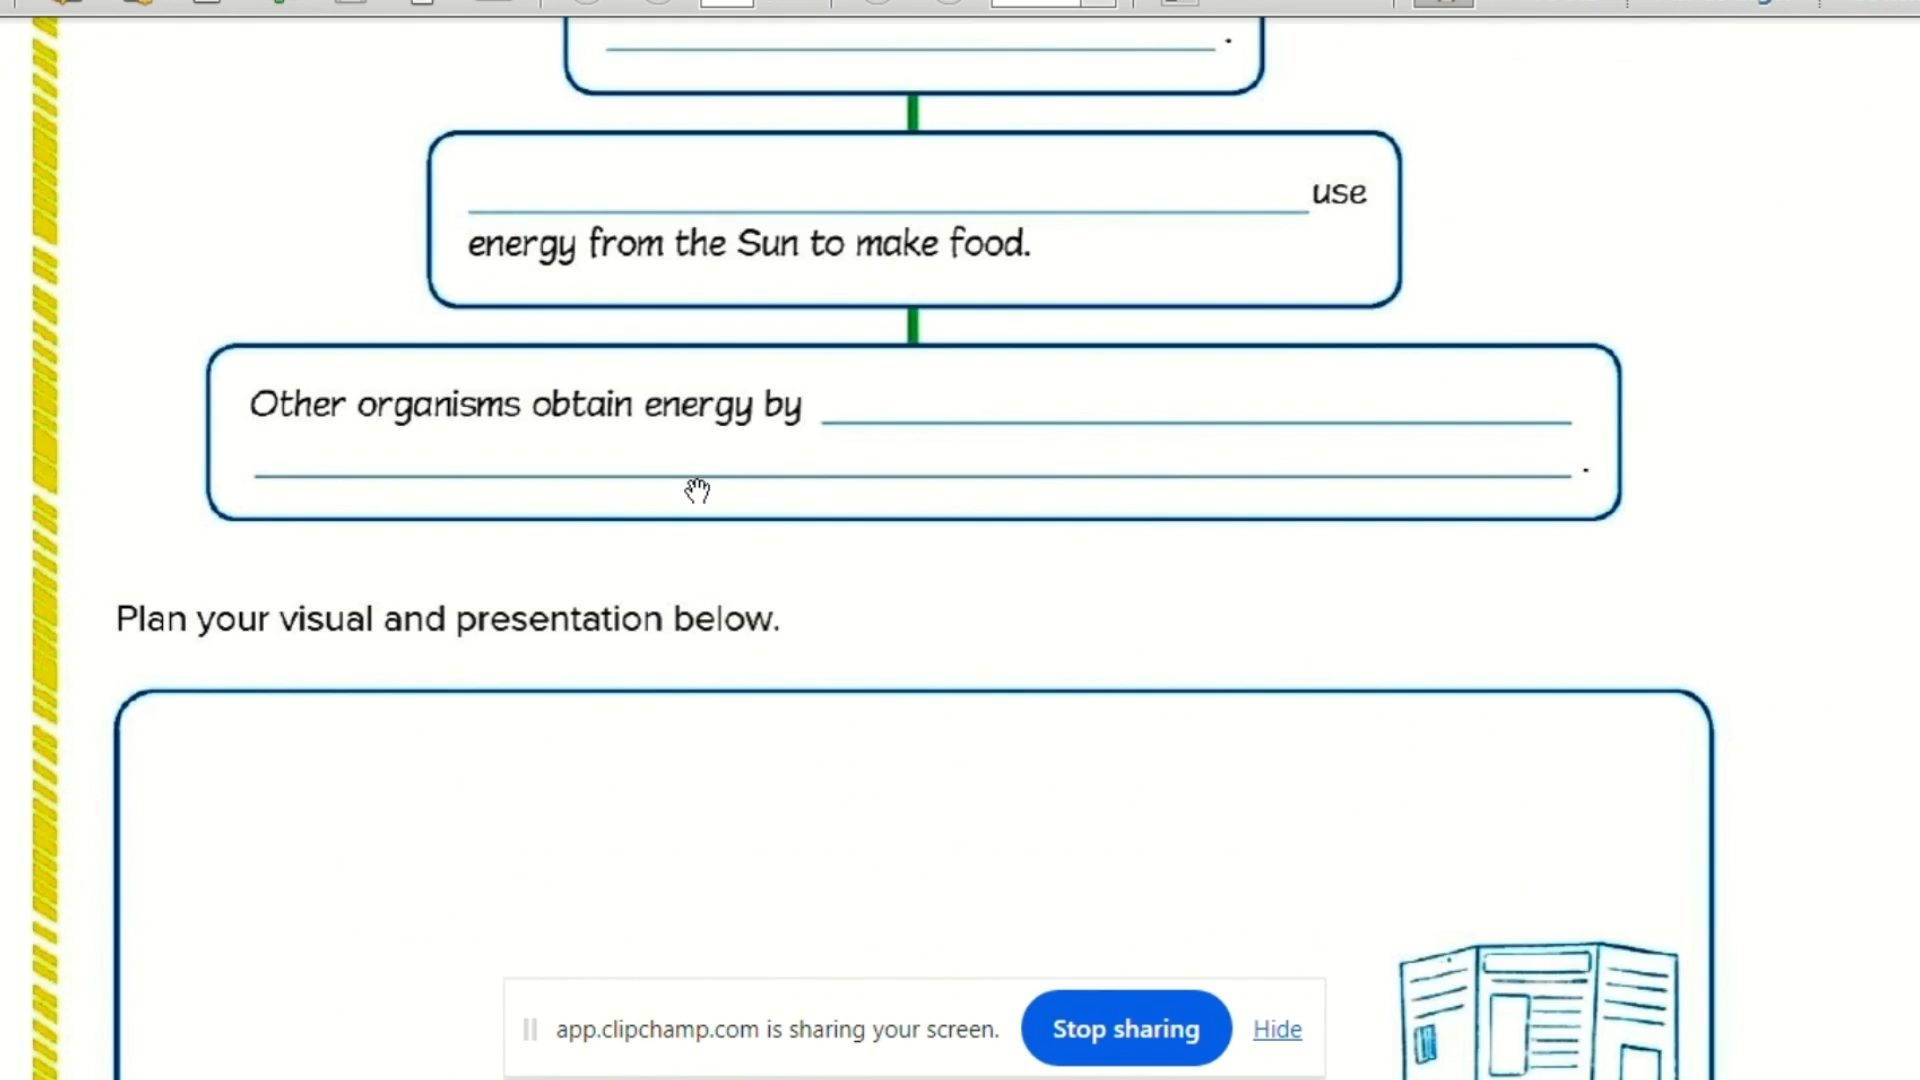 .
use
energy from the Sun to make food.
Other organisms obtain energy by
.
Plan your visual and presentation below.
app.clipchamp.com is sharing your screen. Stop sharing Hide